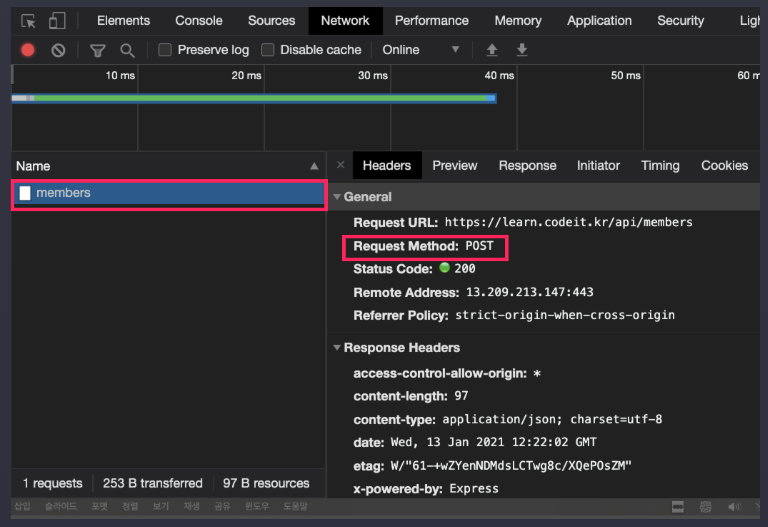 Elements Console Sources Network Performance Memory Application Security Ligh
Preserve log Disable cache Online
10 ms 20 ms 30 ms 40 ms 50 ms 60 m
Name
members
Headers Preview Response Initiator Timing Cookies
General
Request URL: https://learn.codeit.kr/api/members
Request Method: POST
Status Code: 200
Remote Address: 13.209.213.147:443
Referrer Policy: strict-origin-when-cross-origin
Response Headers
access-control-allow-origin: *
content-length: 97
content-type: application/json; charset=utf-8
date: Wed, 13 Jan 2021 12:22:02 GMT
etag: W/"61-+wZYenNDMdsLCTwg8c/XQePOsZM"
x-powered-by: Express
1 requests 253 B transferred 97 B resources
삽입 슬라이드 포맷 정렬 보기 재생 공유 윈도우 도움말